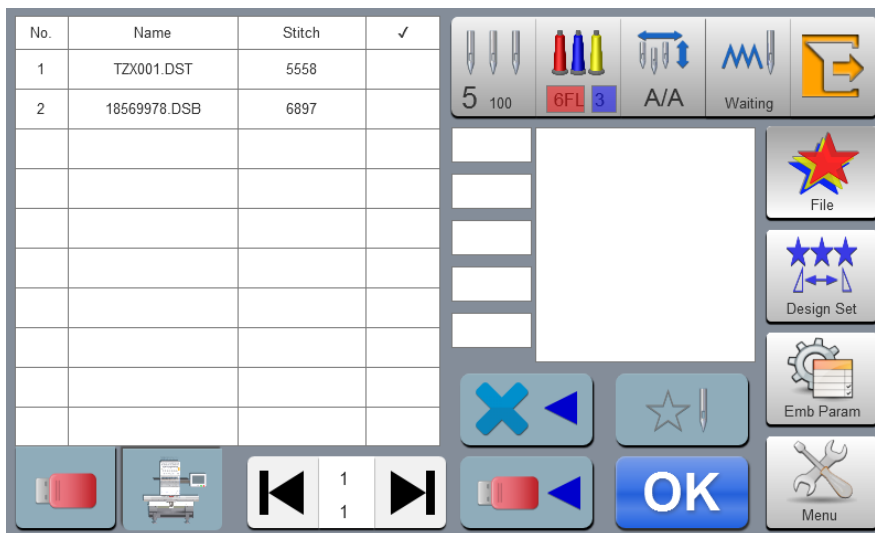 No. Name Stitch ✓
1 TZX001.DST 5558
2 18569978.DSB 6897
5 100 6FL 3 A/A Waiting
File
Design Set
Emb Param
Menu
1
1
OK